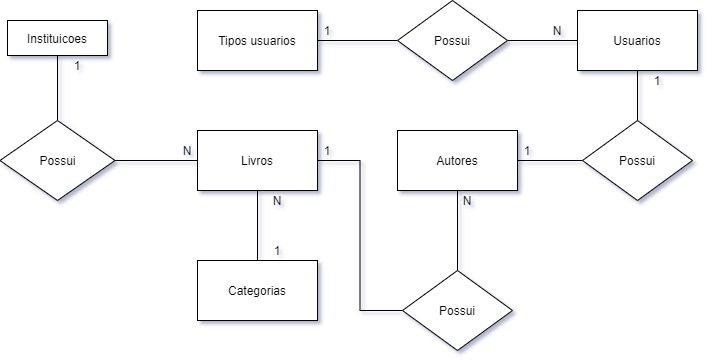 Instituicoes
Tipos usuarios
1
Possui
N
Usuarios
1
1
Possui
N
Livros
1
Autores
1
Possui
N
N
1
Categorias
Possui